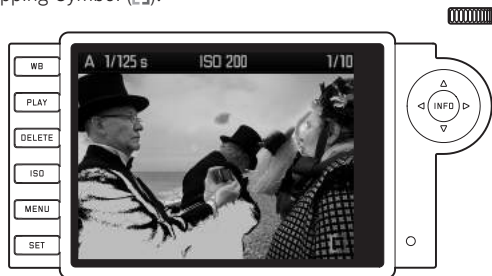 pping Symbol ( ).
A 1/125 s ISO 200 1/10
WB
PLAY
DELETE
ISO
MENU
SET
INFO